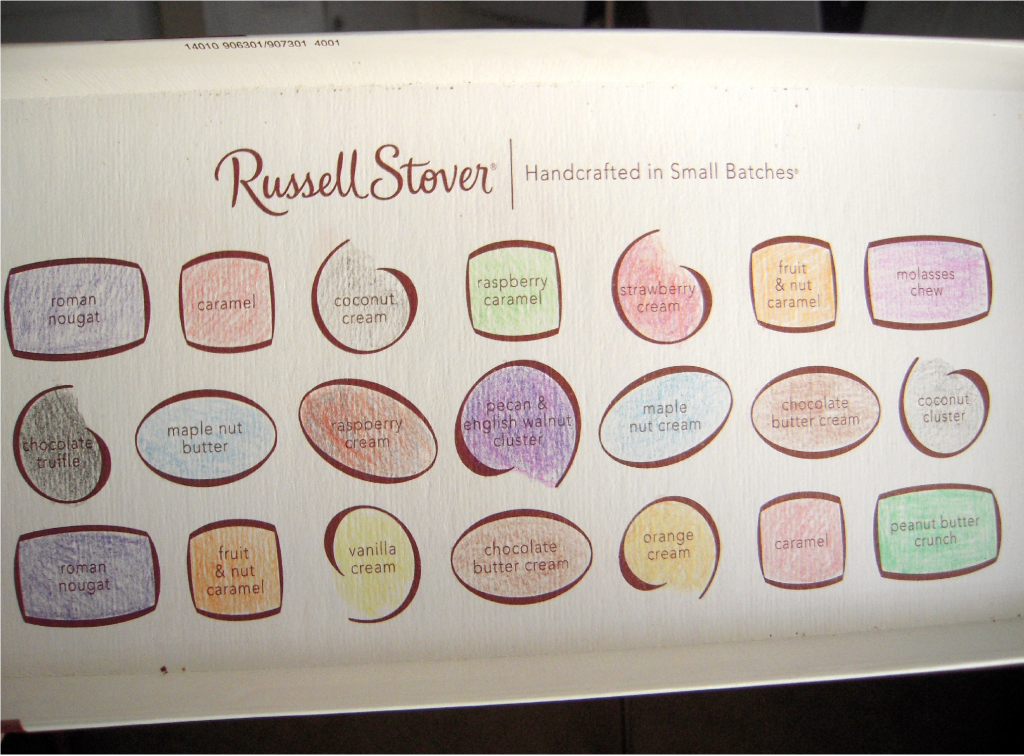 14010 906301/907301 4001
Russell Stover® | Handcrafted in Small Batches®
roman
nougat
caramel
coconut
cream
raspberry
caramel
strawberry
cream
fruit
& nut
caramel
molasses
chew
chocolate
truffle
maple nut
butter
raspberry
cream
pecan &
english walnut
cluster
maple
nut cream
chocolate
butter cream
coconut
cluster
roman
nougat
fruit
& nut
caramel
vanilla
cream
chocolate
butter cream
orange
cream
caramel
peanut butter
crunch